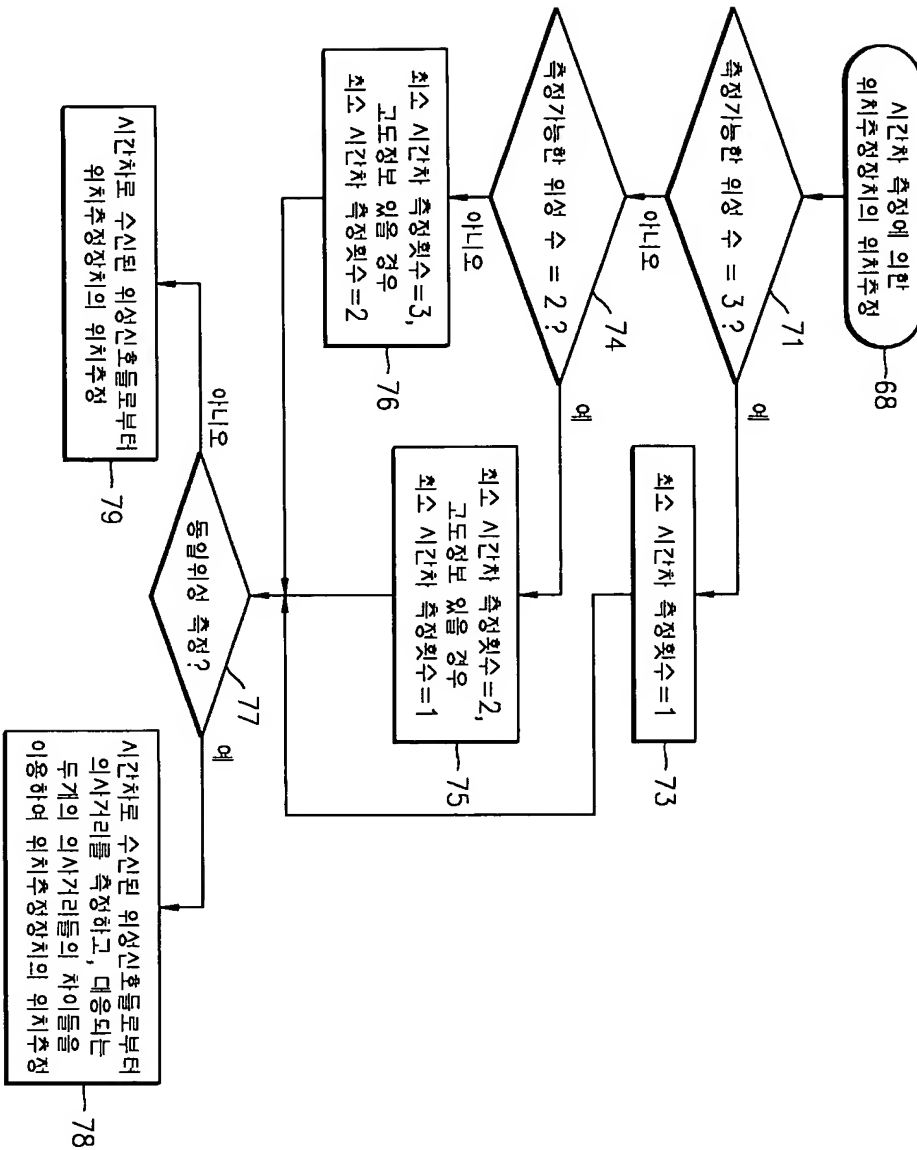 시간차 측정에 의한
위치추정장치의 위치추정
68
측정가능한 위성 수 = 3 ?
71
예
아니오
최소 시간차 측정횟수=1
73
측정가능한 위성 수 = 2 ?
74
예
아니오
최소 시간차 측정횟수=2,
고도정보 있을 경우
최소 시간차 측정횟수=1
75
최소 시간차 측정횟수=3,
고도정보 있을 경우
최소 시간차 측정횟수=2
76
동일위성 측정?
77
예
아니오
시간차로 수신된 위성신호들로부터
의사거리를 측정하고, 대응되는
두개의 의사거리들의 차이들을
이용하여 위치추정장치의 위치추정
78
시간차로 수신된 위성신호들로부터
위치추정장치의 위치추정
79